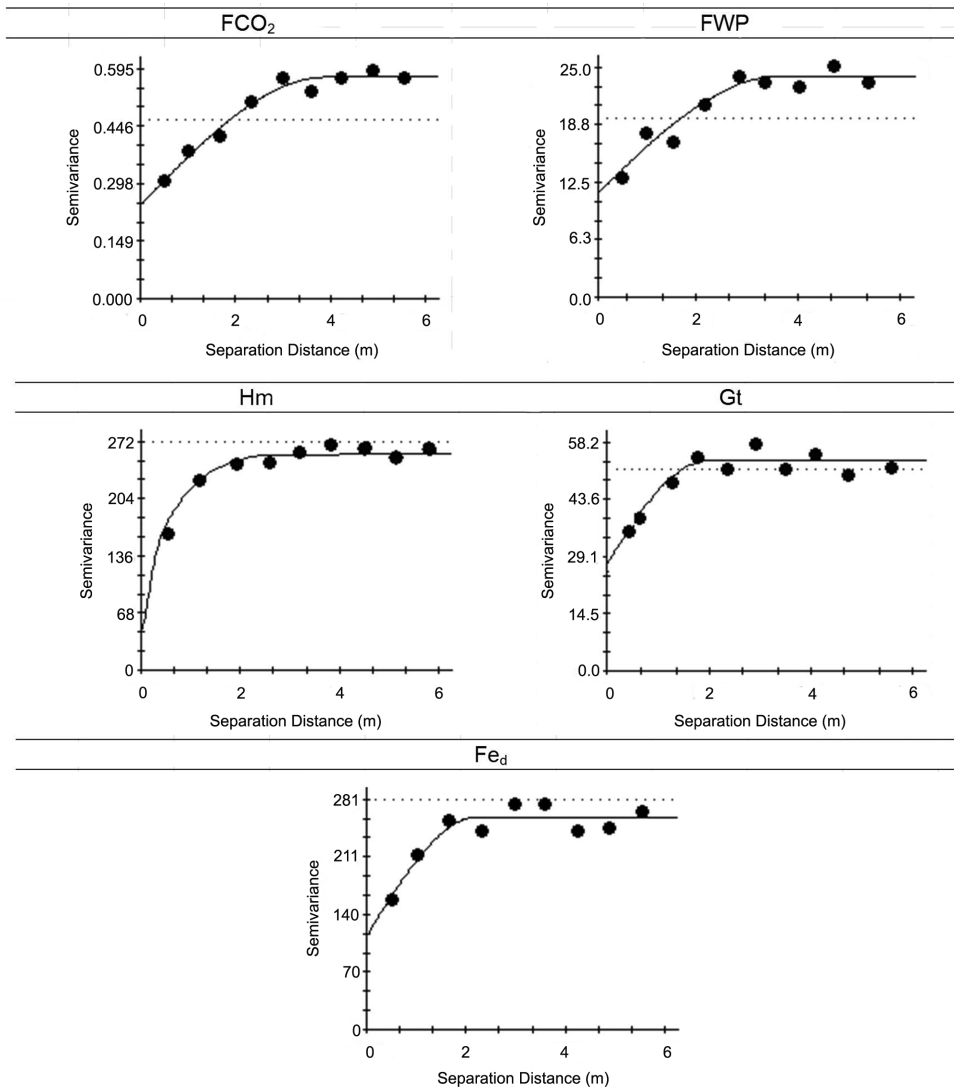 FCO₂ FWP
0.595
0.446
0.298
0.149
0.000
Semivariance
0 2 4 6
Separation Distance (m)
25.0
18.8
12.5
6.3
0.0
Semivariance
0 2 4 6
Separation Distance (m)
Hm Gt
272
204
136
68
0
Semivariance
0 2 4 6
Separation Distance (m)
58.2
43.6
29.1
14.5
0.0
Semivariance
0 2 4 6
Separation Distance (m)
Fe_d
281
211
140
70
0
Semivariance
0 2 4 6
Separation Distance (m)